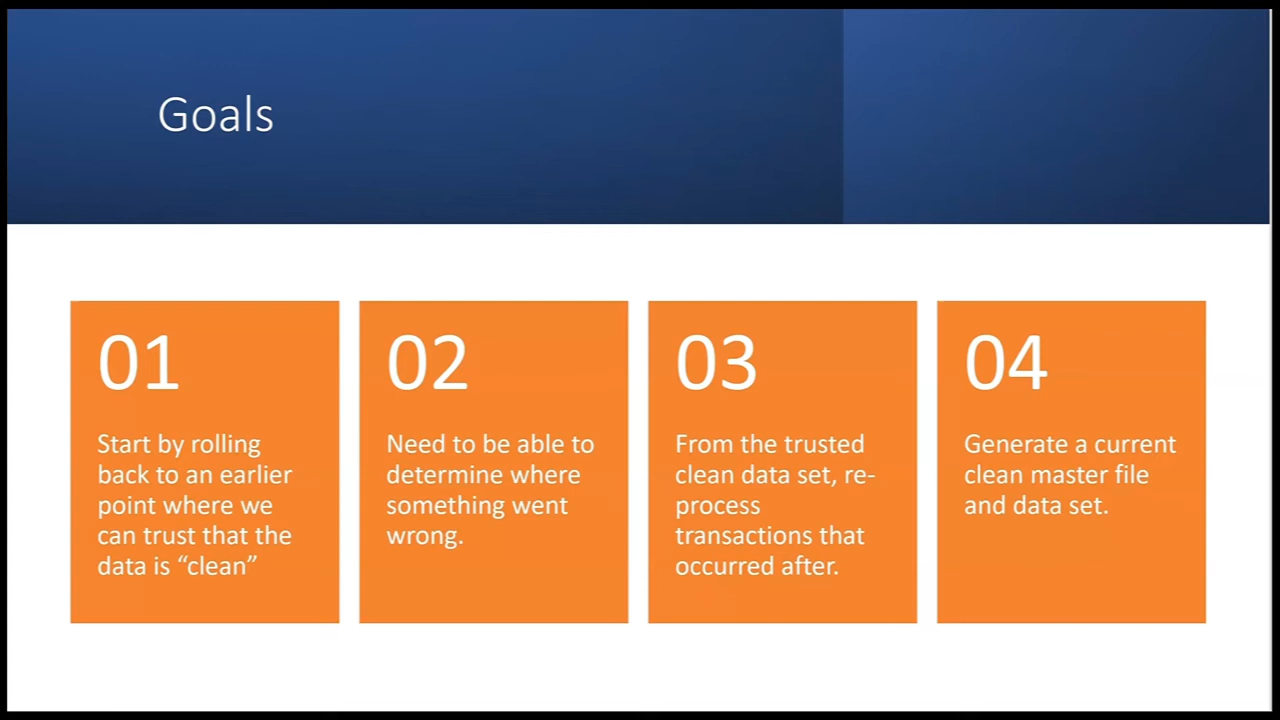 Goals
01
Start by rolling
back to an earlier
point where we
can trust that the
data is “clean”
02
Need to be able to
determine where
something went
wrong.
03
From the trusted
clean data set, re-
process
transactions that
occurred after.
04
Generate a current
clean master file
and data set.